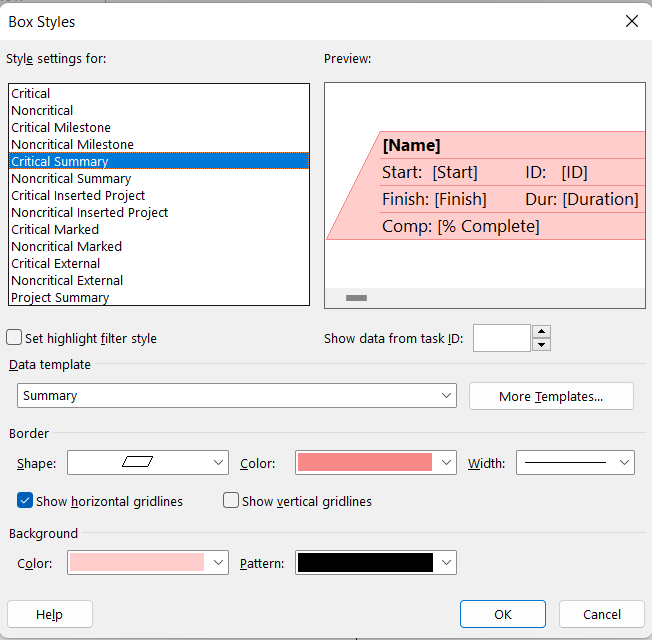 Box Styles
Style settings for:
Preview:
Critical
Noncritical
Critical Milestone
Noncritical Milestone
Critical Summary
Noncritical Summary
Critical Inserted Project
Noncritical Inserted Project
Critical Marked
Noncritical Marked
Critical External
Noncritical External
Project Summary
[Name]
Start: [Start] ID: [ID]
Finish: [Finish] Dur: [Duration]
Comp: [% Complete]
Set highlight filter style
Show data from task ID:
Data template
Summary
More Templates...
Border
Shape: Color: Width:
Show horizontal gridlines Show vertical gridlines
Background
Color: Pattern:
Help OK Cancel